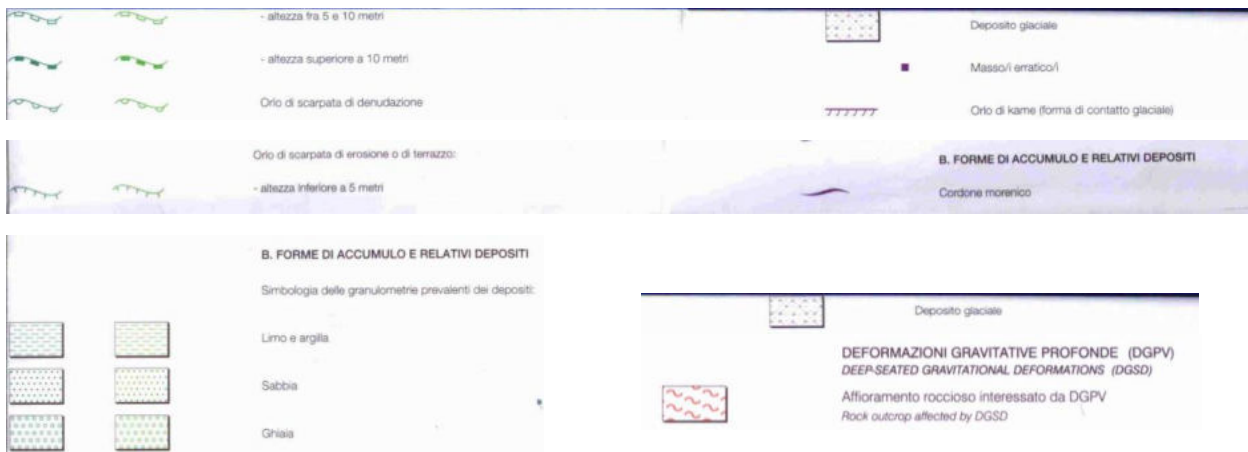 - altezza fra 5 e 10 metri
- altezza superiore a 10 metri
Orlo di scarpata di denudazione
Deposito glaciale
Masso/i erratico/i
Orlo di kame (forma di contatto glaciale)
Orlo di scarpata di erosione o di terrazzo:
- altezza inferiore a 5 metri
B. FORME DI ACCUMULO E RELATIVI DEPOSITI
Cordone morenico
B. FORME DI ACCUMULO E RELATIVI DEPOSITI
Simbologia delle granulometrie prevalenti dei depositi:
Limo e argilla
Sabbia
Ghiaia
Deposito glaciale
DEFORMAZIONI GRAVITATIVE PROFONDE (DGPV)
DEEP-SEATED GRAVITATIONAL DEFORMATIONS (DGSD)
Affioramento roccioso interessato da DGPV
Rock outcrop affected by DGSD